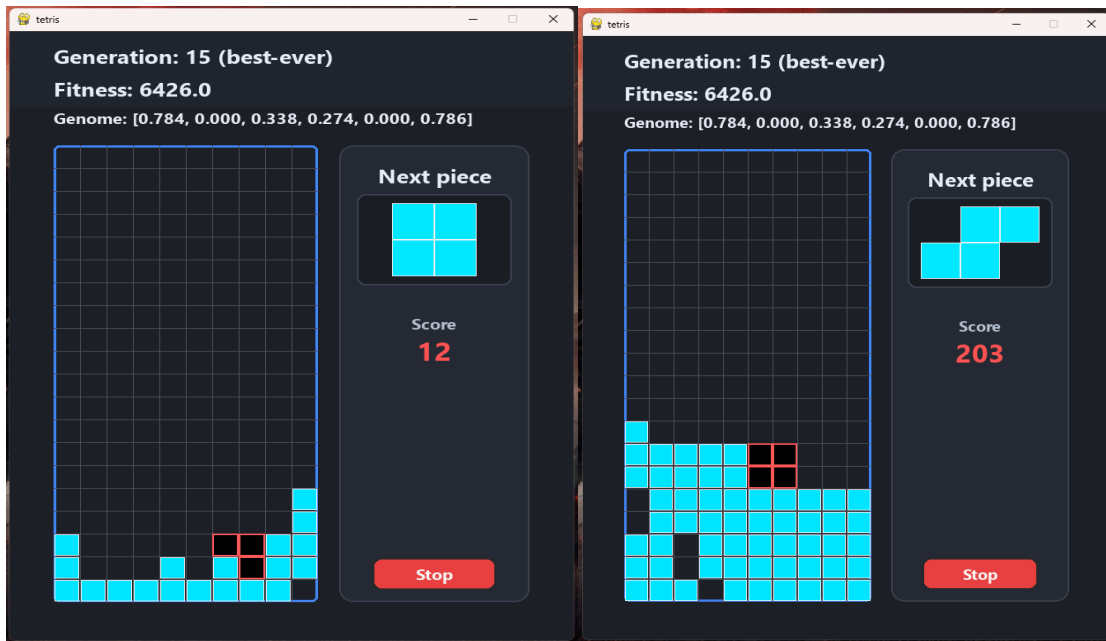 tetris
Generation: 15 (best-ever)
Fitness: 6426.0
Genome: [0.784, 0.000, 0.338, 0.274, 0.000, 0.786]
Next piece
Score
12
Stop
tetris
Generation: 15 (best-ever)
Fitness: 6426.0
Genome: [0.784, 0.000, 0.338, 0.274, 0.000, 0.786]
Next piece
Score
203
Stop